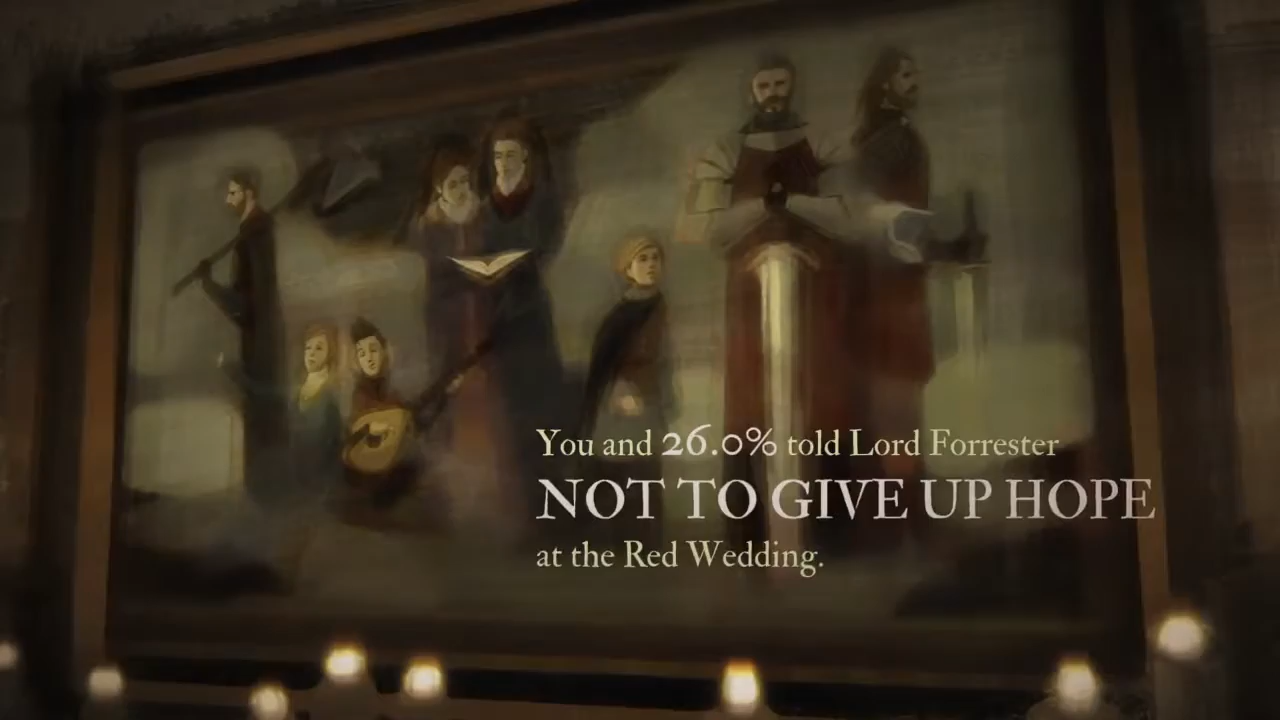 You and 26.0% told Lord Forrester
NOT TO GIVE UP HOPE
at the Red Wedding.